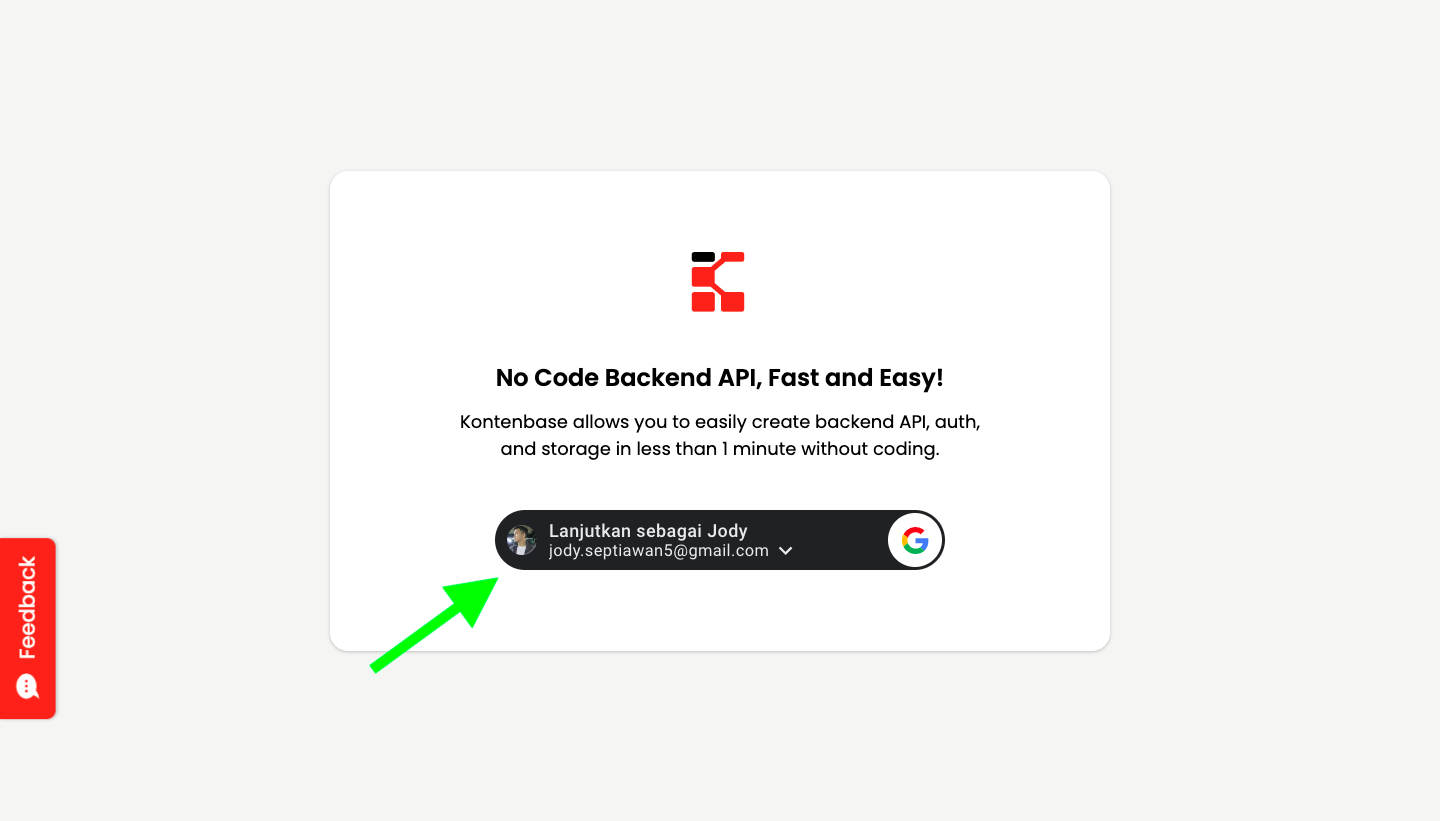 No Code Backend API, Fast and Easy!
Kontenbase allows you to easily create backend API, auth,
and storage in less than 1 minute without coding.
Lanjutkan sebagai Jody
jody.septiawan5@gmail.com
Feedback